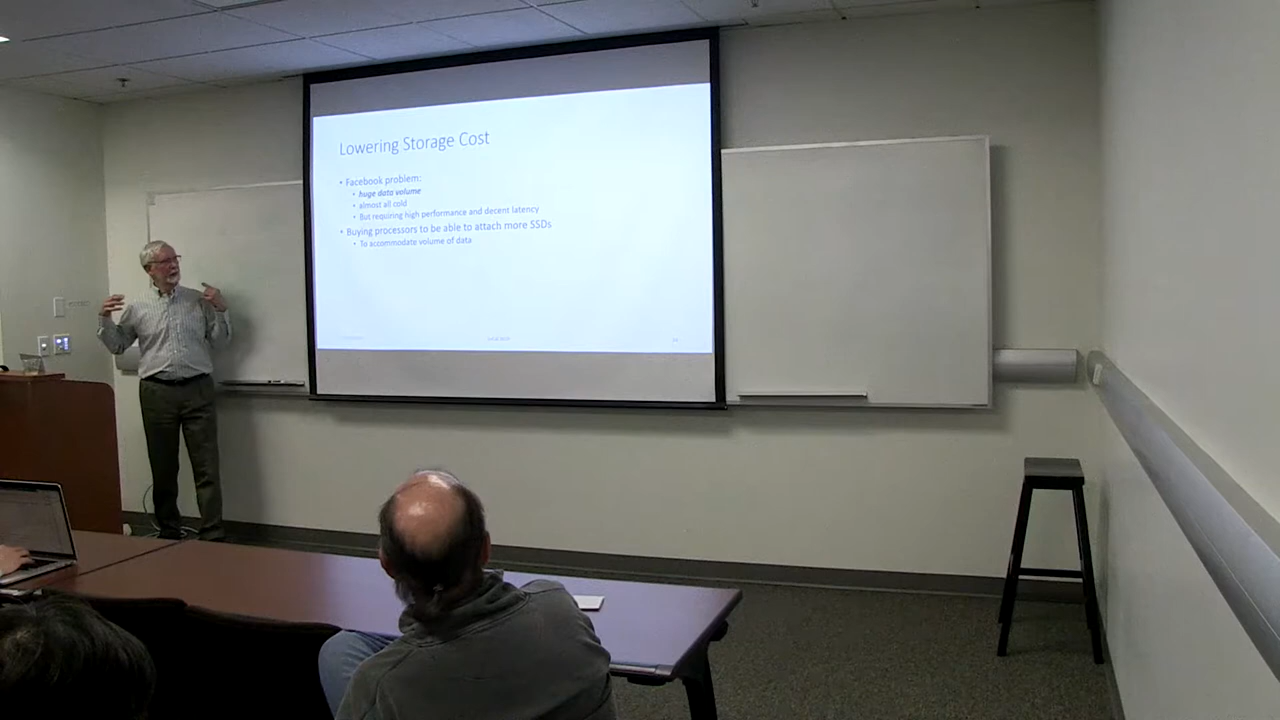 Lowering Storage Cost
• Facebook problem:
• huge data volume
• almost all cold
• But requiring high performance and decent latency
• Buying processors to be able to attach more SSDs
• To accommodate volume of data